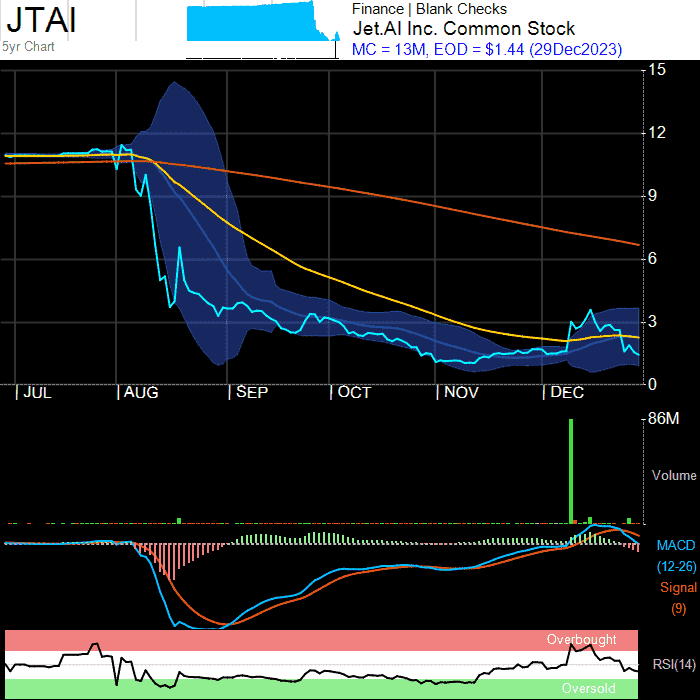 JTAI
5yr Chart
Finance | Blank Checks
Jet.AI Inc. Common Stock
MC = 13M, EOD = $1.44 (29Dec2023)
15
12
9
6
3
0
| JUL | AUG | SEP | OCT | NOV | DEC
86M
Volume
MACD
(12-26)
Signal
(9)
Overbought
RSI(14)
Oversold